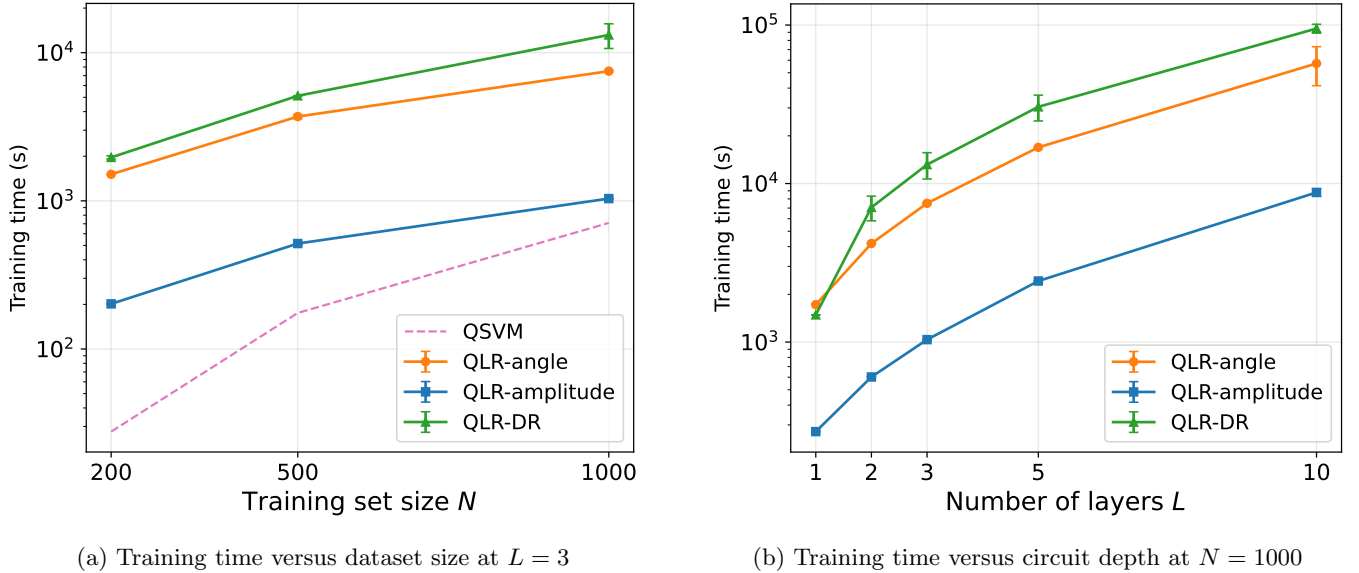 10^4
10^3
10^2
Training time (s)
200
500
1000
Training set size N
QSVM
QLR-angle
QLR-amplitude
QLR-DR
(a) Training time versus dataset size at L = 3
10^5
10^4
10^3
Training time (s)
1
2
3
5
10
Number of layers L
QLR-angle
QLR-amplitude
QLR-DR
(b) Training time versus circuit depth at N = 1000